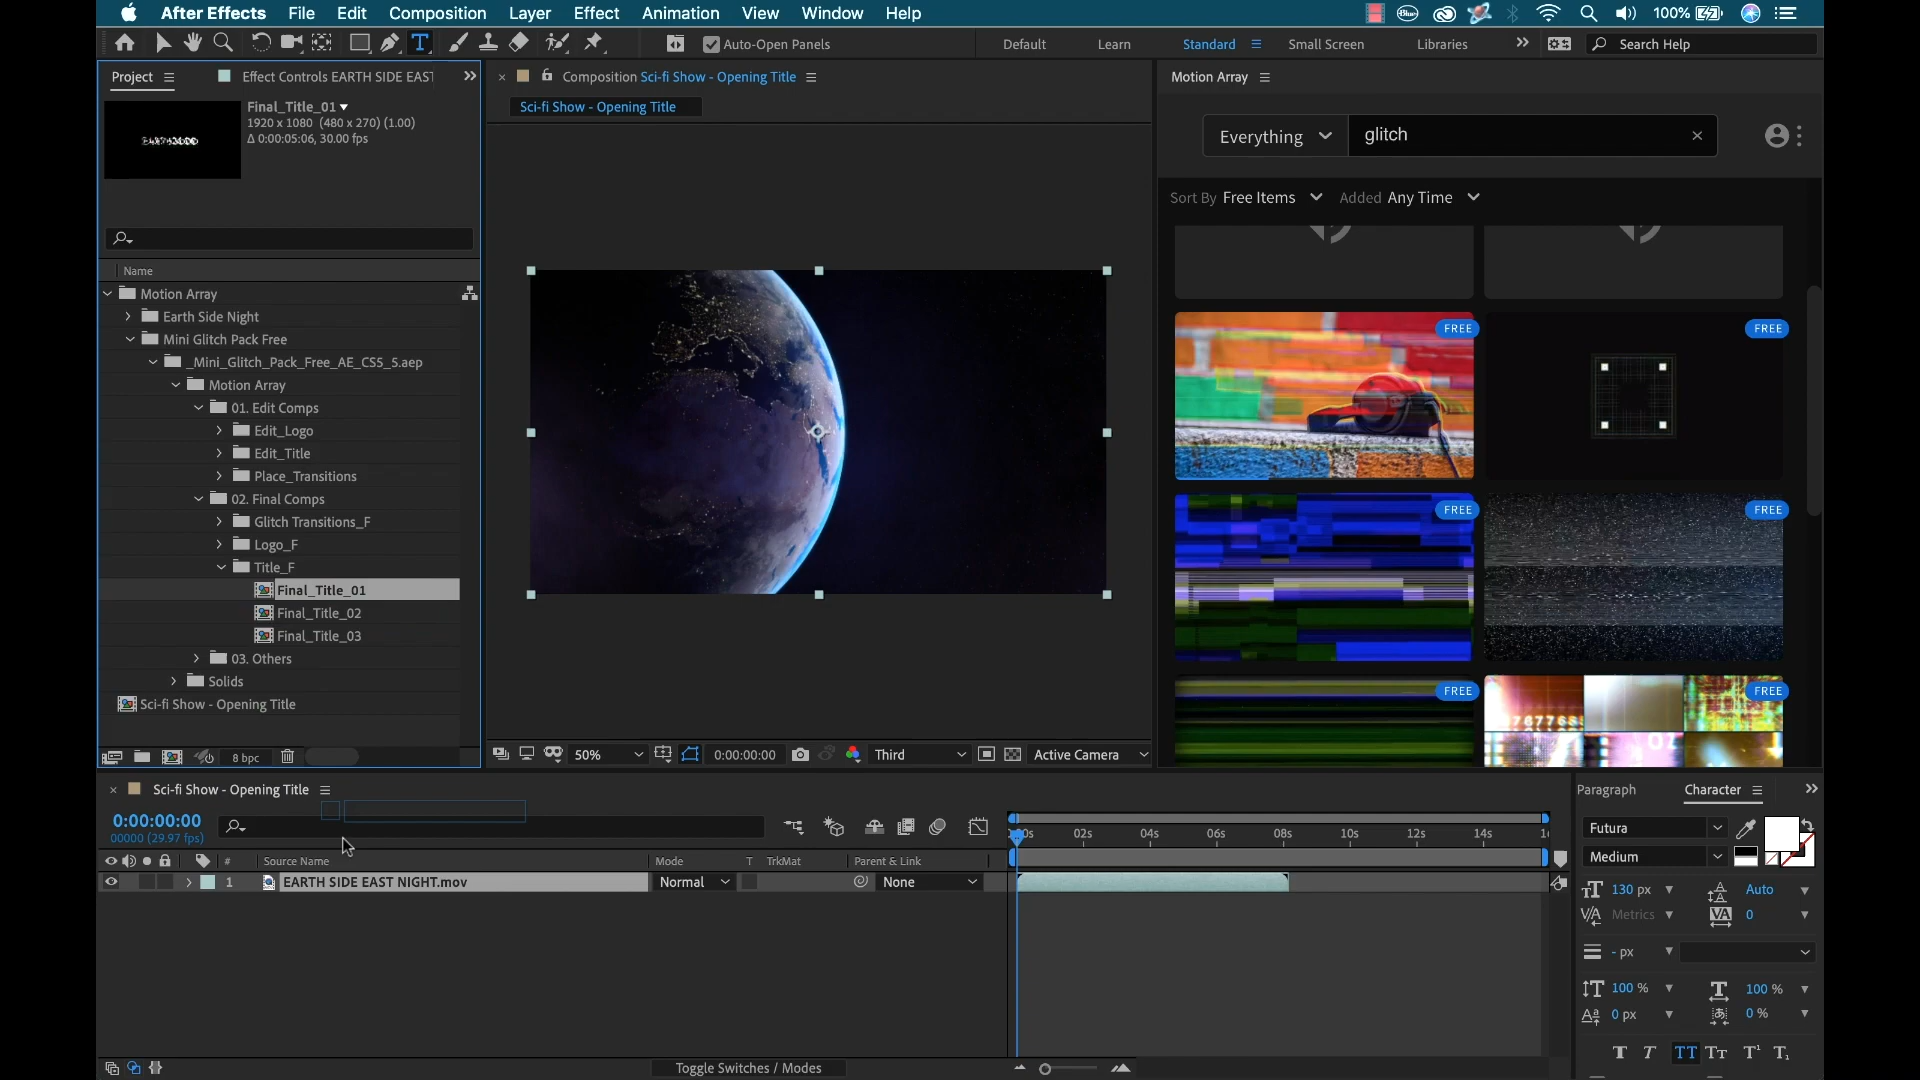 After Effects File Edit Composition Layer Effect Animation View Window Help 100%
Auto-Open Panels Default Learn Standard Small Screen Libraries Search Help
Project Effect Controls EARTH SIDE EAST
Final_Title_01
1920 x 1080 (480 x 270) (1.00)
Δ 0:00:05:06, 30.00 fps
Name
Motion Array
Earth Side Night
Mini Glitch Pack Free
_Mini_Glitch_Pack_Free_AE_CS5_5.aep
Motion Array
01. Edit Comps
Edit_Logo
Edit_Title
Place_Transitions
02. Final Comps
Glitch Transitions_F
Logo_F
Title_F
Final_Title_01
Final_Title_02
Final_Title_03
03. Others
Solids
Sci-fi Show - Opening Title
8 bpc
Composition Sci-fi Show - Opening Title
Sci-fi Show - Opening Title
50% 0:00:00:00 Third Active Camera
Motion Array
Everything glitch
Sort By Free Items Added Any Time
FREE FREE
FREE FREE
FREE FREE
Sci-fi Show - Opening Title
0:00:00:00
00000 (29.97 fps)
02s 04s 06s 08s 10s 12s 14s
# Source Name Mode T TrkMat Parent & Link
1 EARTH SIDE EAST NIGHT.mov Normal None
Toggle Switches / Modes
Paragraph Character
Futura
Medium
130 px Auto
Metrics 0
- px
100 % 100 %
0 px 0 %
T T TT Tт T¹ T₁